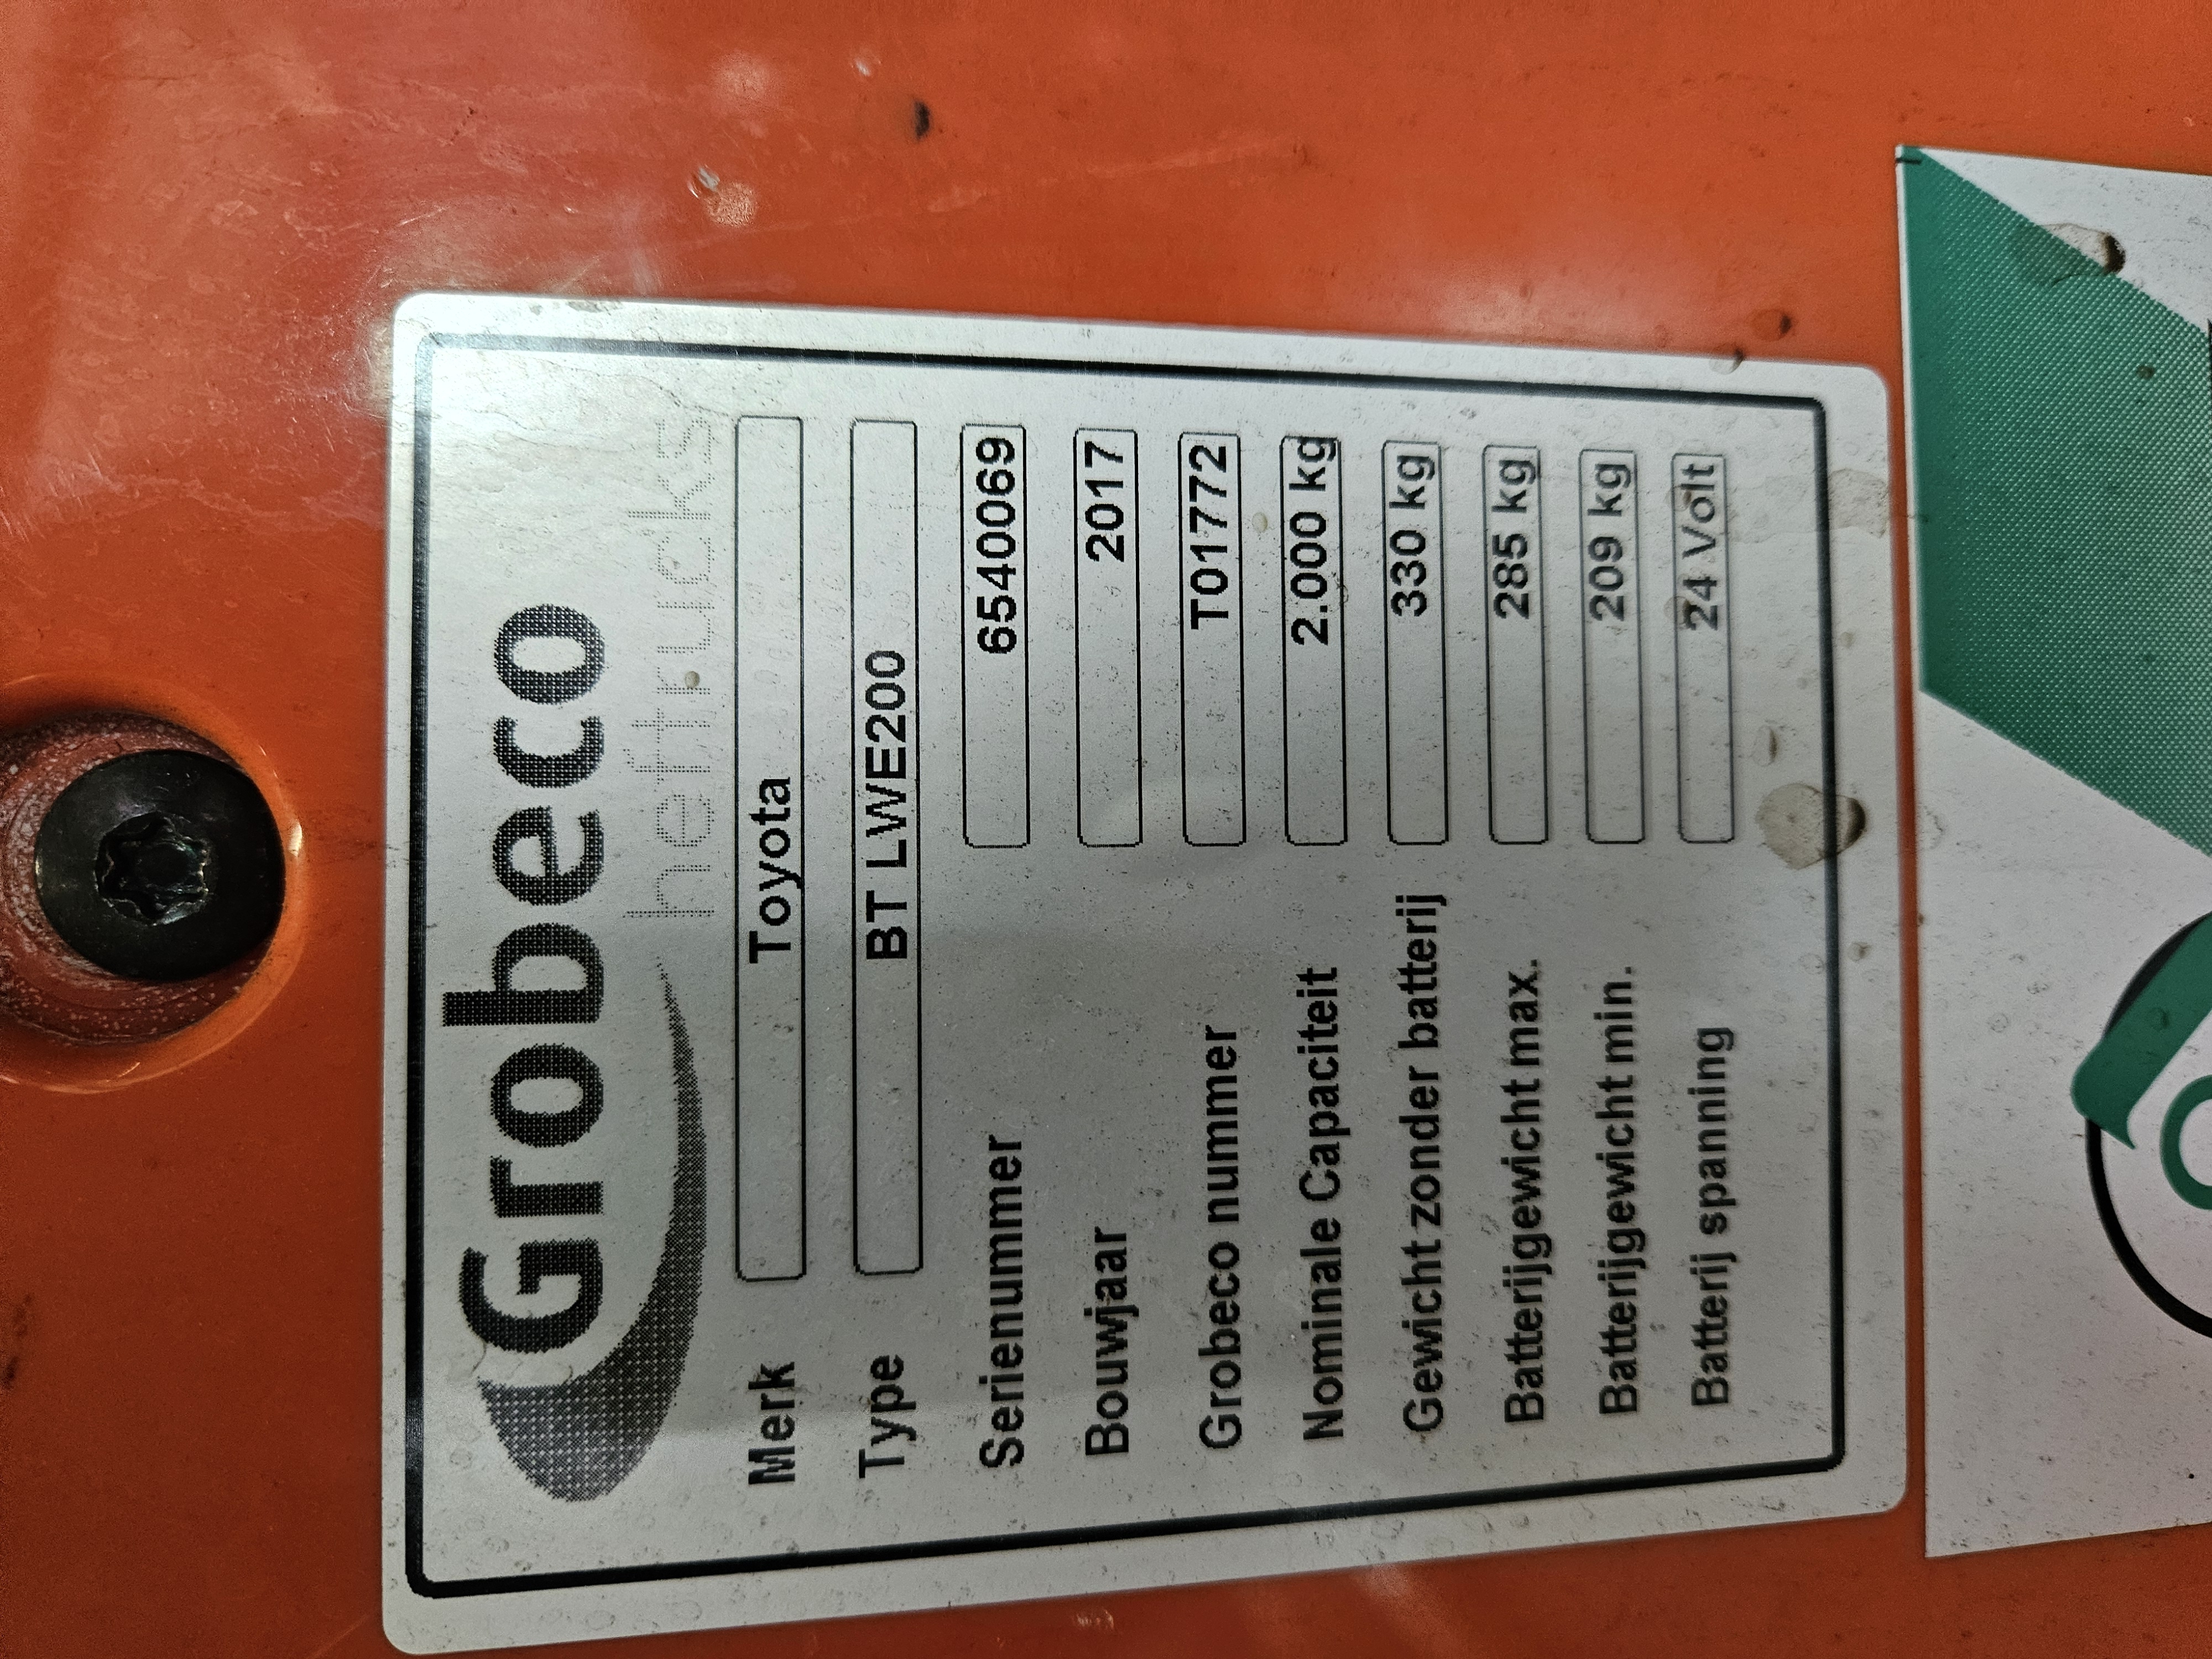 Grobeco
heftrucks
Merk Toyota
Type BT LWE200
Serienummer 6540069
Bouwjaar 2017
Grobeco nummer T01772
Nominale Capaciteit 2.000 kg
Gewicht zonder batterij 330 kg
Batterijgewicht max. 285 kg
Batterijgewicht min. 209 kg
Batterij spanning 24 Volt